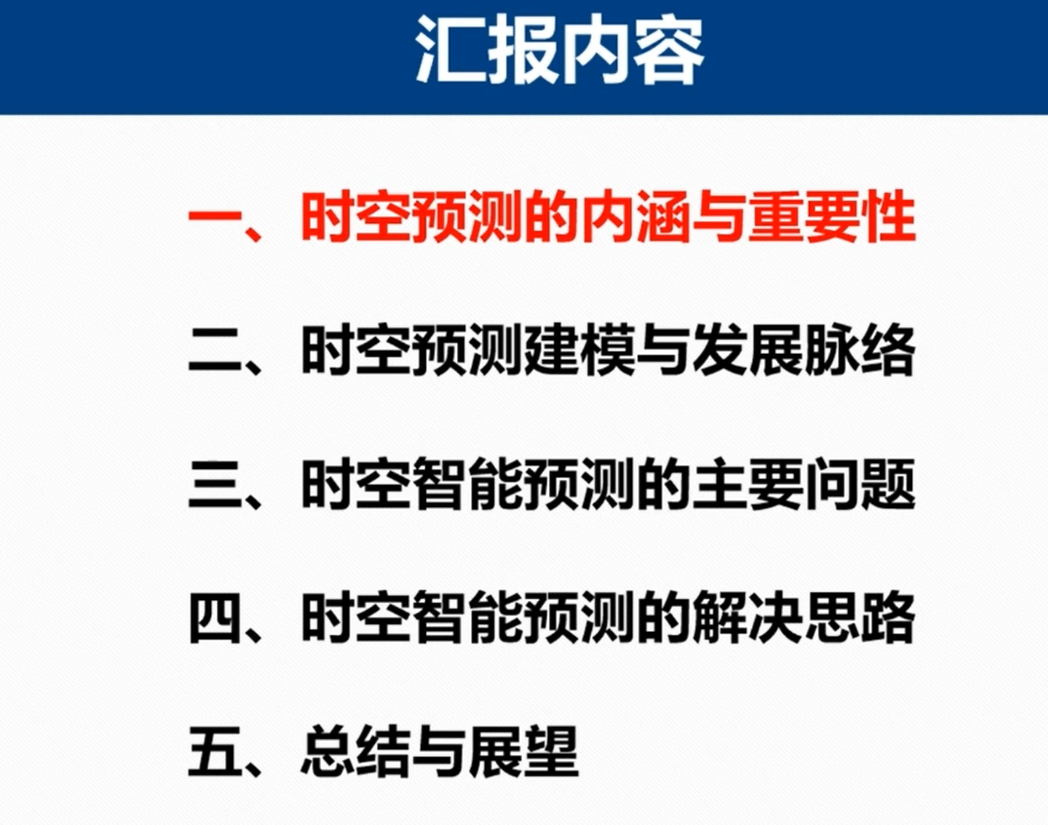 汇报内容
一、时空预测的内涵与重要性
二、时空预测建模与发展脉络
三、时空智能预测的主要问题
四、时空智能预测的解决思路
五、总结与展望